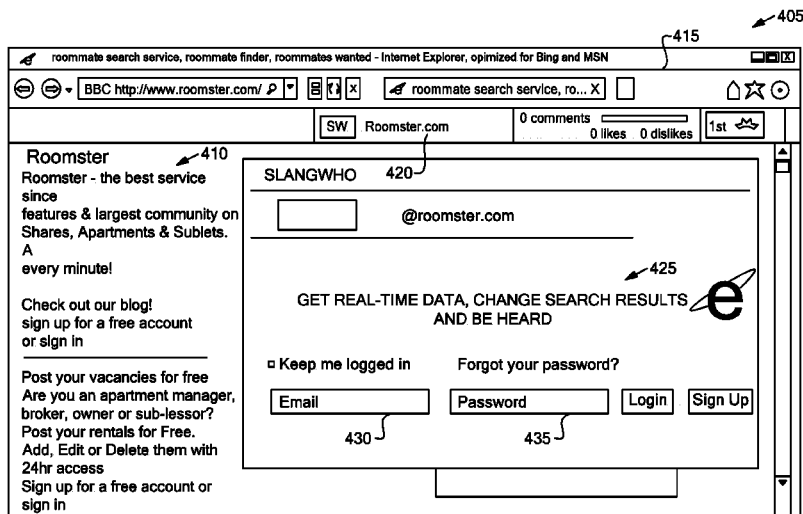 405
415
roommate search service, roommate finder, roommates wanted - Internet Explorer, opimized for Bing and MSN
BBC http://www.roomster.com/
roommate search service, ro... X
SW
Roomster.com
0 comments
0 likes
0 dislikes
1st
410
420
Roomster
Roomster - the best service
since
features & largest community on
Shares, Apartments & Sublets.
A
every minute!
Check out our blog!
sign up for a free account
or sign in
Post your vacancies for free
Are you an apartment manager,
broker, owner or sub-lessor?
Post your rentals for Free.
Add, Edit or Delete them with
24hr access
Sign up for a free account or
sign in
SLANGWHO
@roomster.com
425
GET REAL-TIME DATA, CHANGE SEARCH RESULTS
AND BE HEARD
e
Keep me logged in
Forgot your password?
Email
Password
Login
Sign Up
430
435